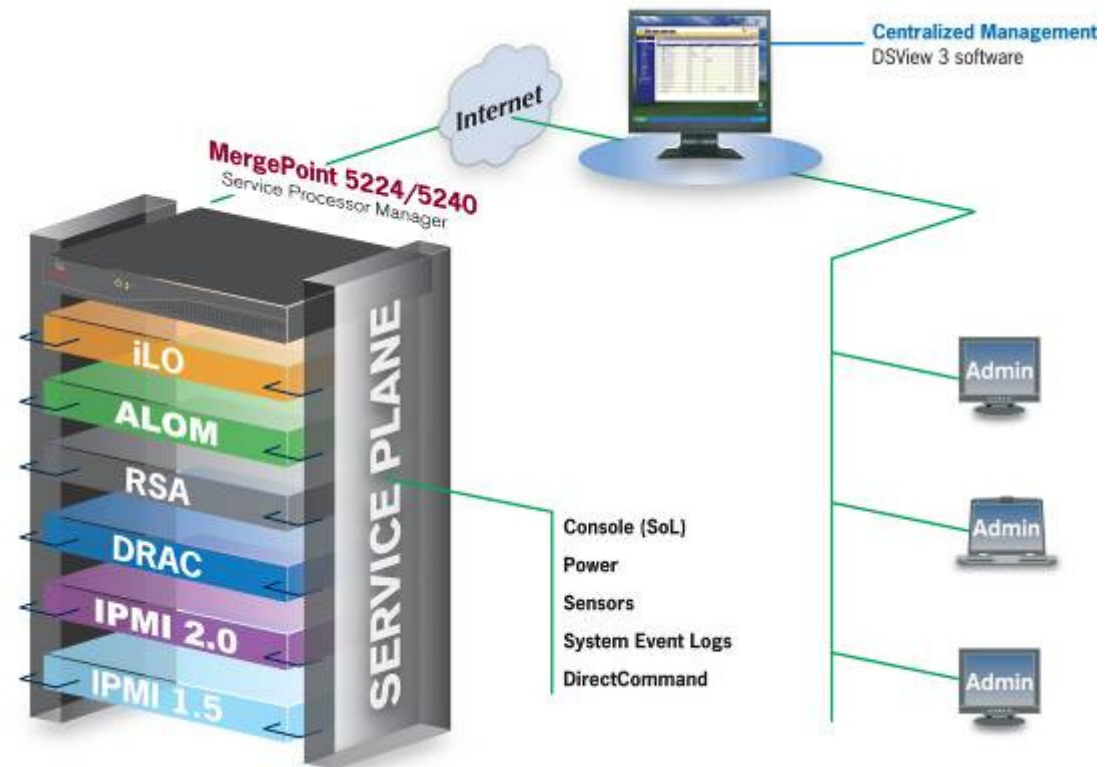 Centralized Management
DSView 3 software
Internet
MergePoint 5224/5240
Service Processor Manager
iLO
ALOM
RSA
DRAC
IPMI 2.0
IPMI 1.5
SERVICE PLANE
Console (SoL)
Power
Sensors
System Event Logs
DirectCommand
Admin
Admin
Admin